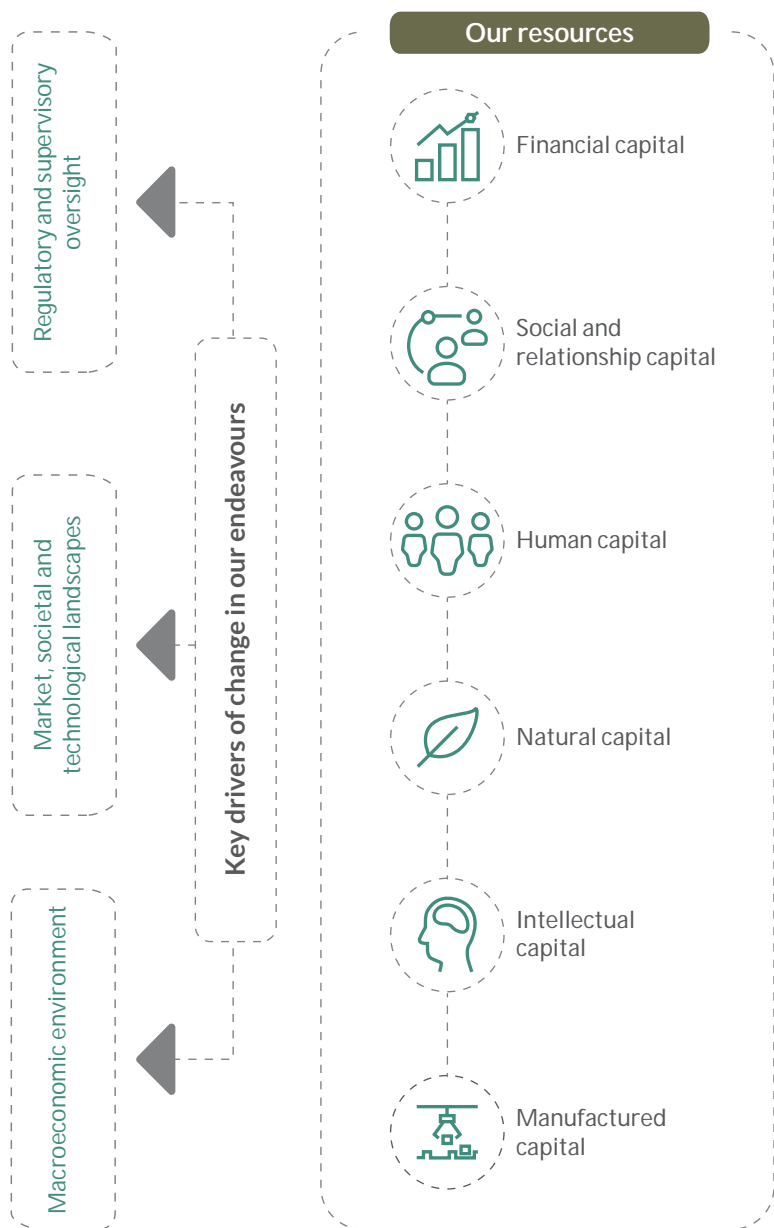 Regulatory and supervisory
oversight
Market, societal and
technological landscapes
Macroeconomic environment
Key drivers of change in our endeavours
Our resources
Financial capital
Social and
relationship capital
Human capital
Natural capital
Intellectual
capital
Manufactured
capital